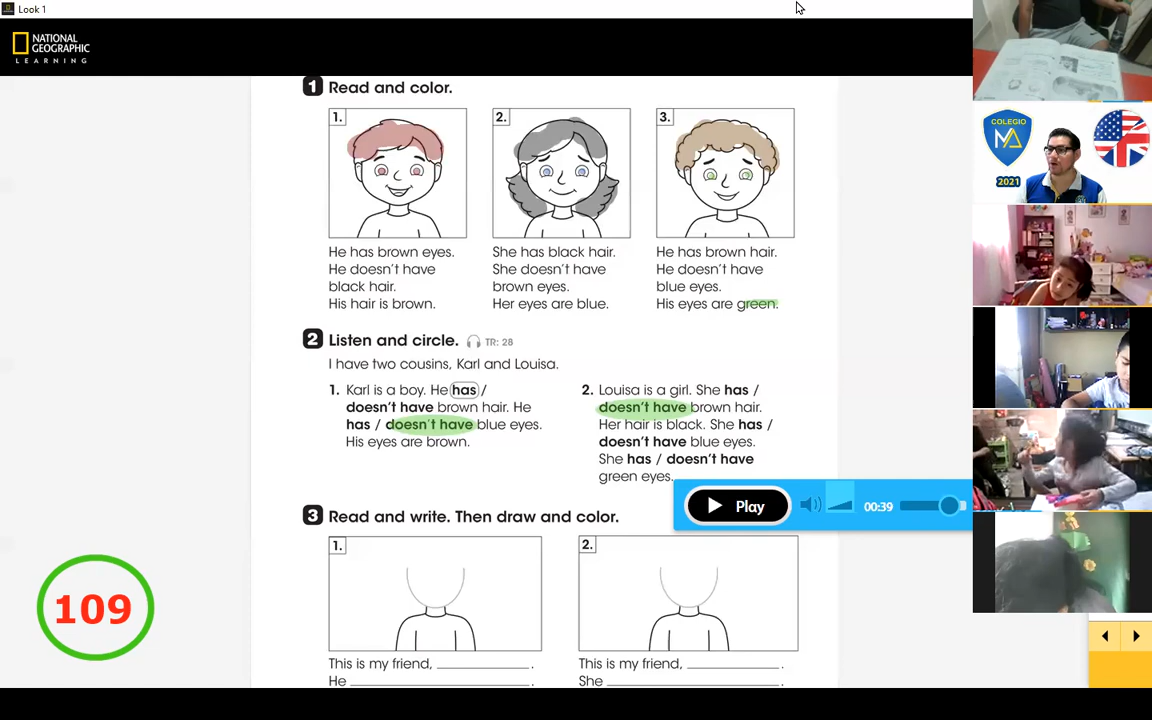 Look 1
NATIONAL
GEOGRAPHIC
LEARNING
1 Read and color.
1.
2.
3.
He has brown eyes.
He doesn't have
black hair.
His hair is brown.
She has black hair.
She doesn't have
brown eyes.
Her eyes are blue.
He has brown hair.
He doesn't have
blue eyes.
His eyes are green.
2 Listen and circle. TR: 28
I have two cousins, Karl and Louisa.
1. Karl is a boy. He has /
doesn't have brown hair. He
has / doesn't have blue eyes.
His eyes are brown.
2. Louisa is a girl. She has /
doesn't have brown hair.
Her hair is black. She has /
doesn't have blue eyes.
She has / doesn't have
green eyes.
Play 00:39
3 Read and write. Then draw and color.
1.
2.
This is my friend, ____________.
He ____________.
This is my friend, ____________.
She ____________.
109
COLEGIO
MA
2021